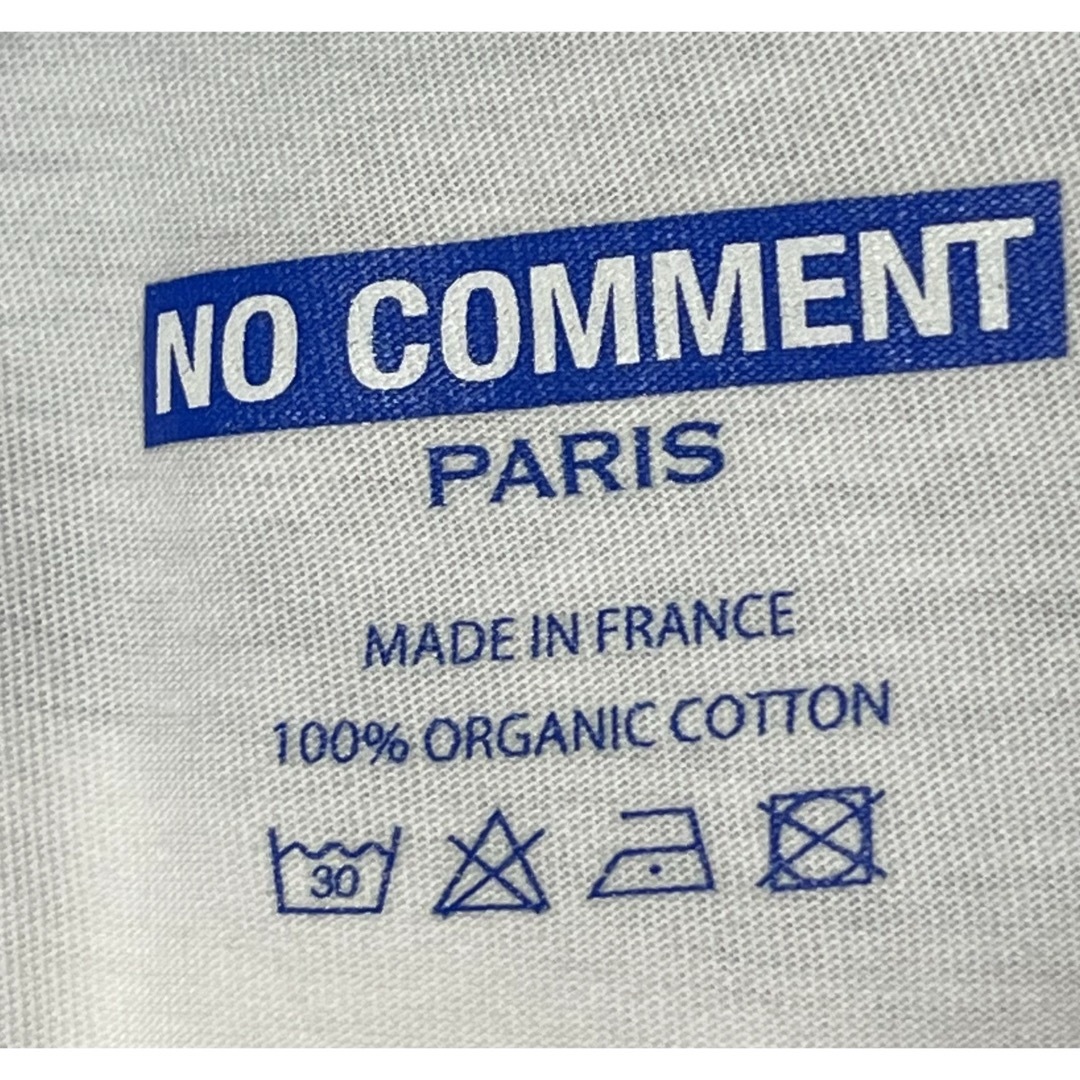 NO COMMENT
PARIS
MADE IN FRANCE
100% ORGANIC COTTON
30